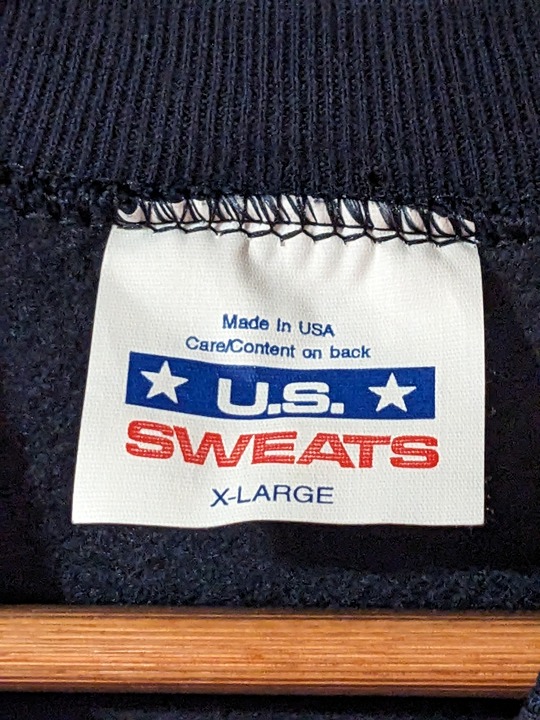 Made In USA
Care/Content on back
U.S.
SWEATS
X-LARGE